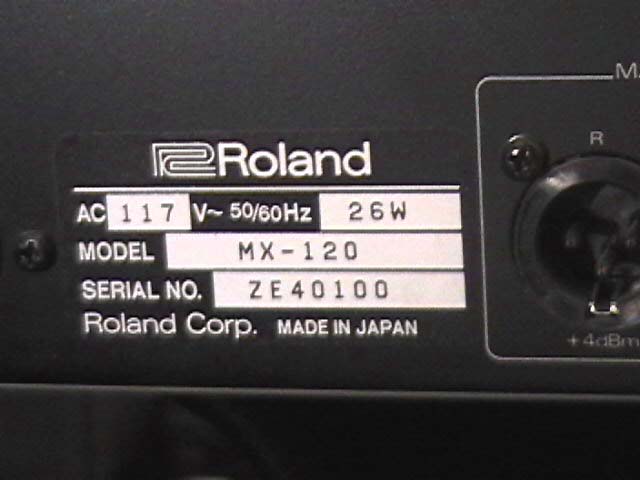 Roland
AC 117 V~ 50/60Hz 26W
MODEL MX-120
SERIAL NO. ZE40100
Roland Corp. MADE IN JAPAN
R
+4dBm